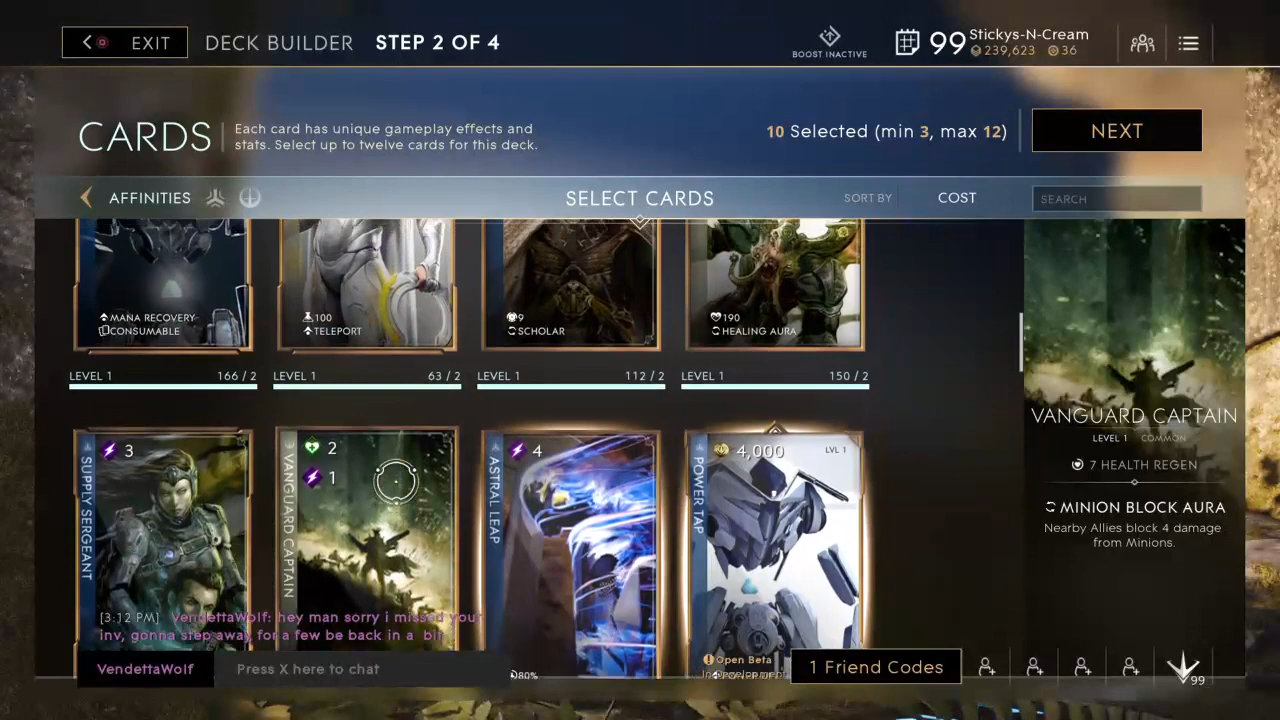 EXIT
DECK BUILDER STEP 2 OF 4
BOOST INACTIVE
99
Stickys-N-Cream
239,623 36
CARDS
Each card has unique gameplay effects and
stats. Select up to twelve cards for this deck.
10 Selected (min 3, max 12)
NEXT
AFFINITIES
SELECT CARDS
SORT BY
COST
SEARCH
MANA RECOVERY
CONSUMABLE
100
TELEPORT
9
SCHOLAR
190
HEALING AURA
LEVEL 1 166 / 2
LEVEL 1 63 / 2
LEVEL 1 112 / 2
LEVEL 1 150 / 2
3
SUPPLY SERGEANT
2
1
VANGUARD CAPTAIN
4
ASTRAL LEAP
80%
4,000
LVL 1
POWER TAP
VANGUARD CAPTAIN
LEVEL 1 COMMON
7 HEALTH REGEN
MINION BLOCK AURA
Nearby Allies block 4 damage
from Minions.
[3:12 PM] VendettaWolf: hey man sorry i missed your
inv, gonna step away for a few be back in a bit
VendettaWolf
Press X here to chat
Open Beta
In Development
1 Friend Codes
99